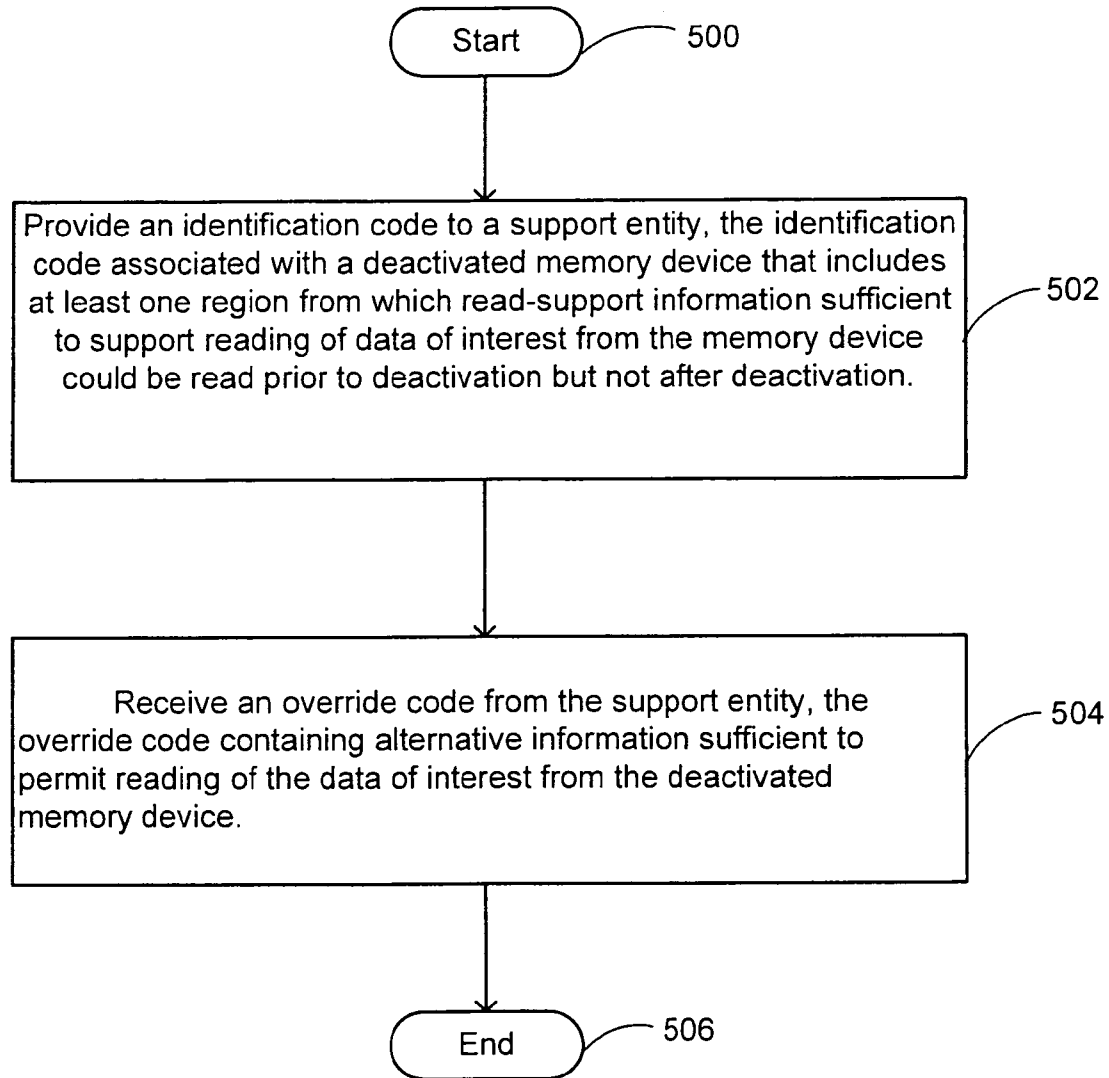 Start
500
Provide an identification code to a support entity, the identification
code associated with a deactivated memory device that includes
at least one region from which read-support information sufficient
to support reading of data of interest from the memory device
could be read prior to deactivation but not after deactivation.
502
Receive an override code from the support entity, the
override code containing alternative information sufficient to
permit reading of the data of interest from the deactivated
memory device.
504
End
506